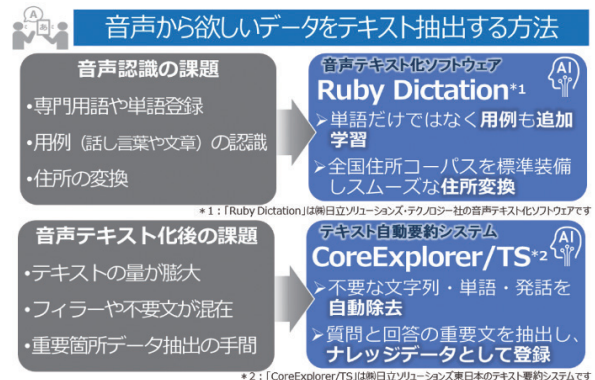 音声から欲しいデータをテキスト抽出する方法
音声認識の課題
•専門用語や単語登録
•用例（話し言葉や文章）の認識
•住所の変換
音声テキスト化ソフトウェア
Ruby Dictation*1
AI
➢単語だけではなく用例も追加
学習
➢全国住所コーパスを標準装備
しスムーズな住所変換
*1：「Ruby Dictation」は㈱日立ソリューションズ・テクノロジー社の音声テキスト化ソフトウェアです
音声テキスト化後の課題
•テキストの量が膨大
•フィラーや不要文が混在
•重要箇所データ抽出の手間
テキスト自動要約システム
CoreExplorer/TS*2
AI
➢不要な文字列・単語・発話を
自動除去
➢質問と回答の重要文を抽出し、
ナレッジデータとして登録
*2：「CoreExplorer/TS」は㈱日立ソリューションズ東日本のテキスト要約システムです